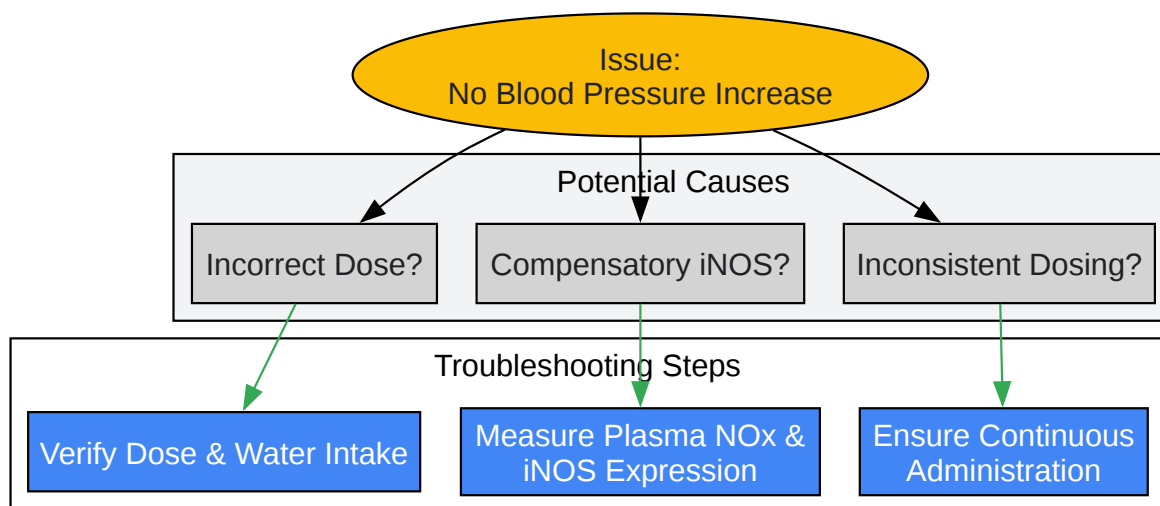 Issue:
No Blood Pressure Increase
Potential Causes
Incorrect Dose?
Compensatory iNOS?
Inconsistent Dosing?
Troubleshooting Steps
Verify Dose & Water Intake
Measure Plasma NOx &
iNOS Expression
Ensure Continuous
Administration